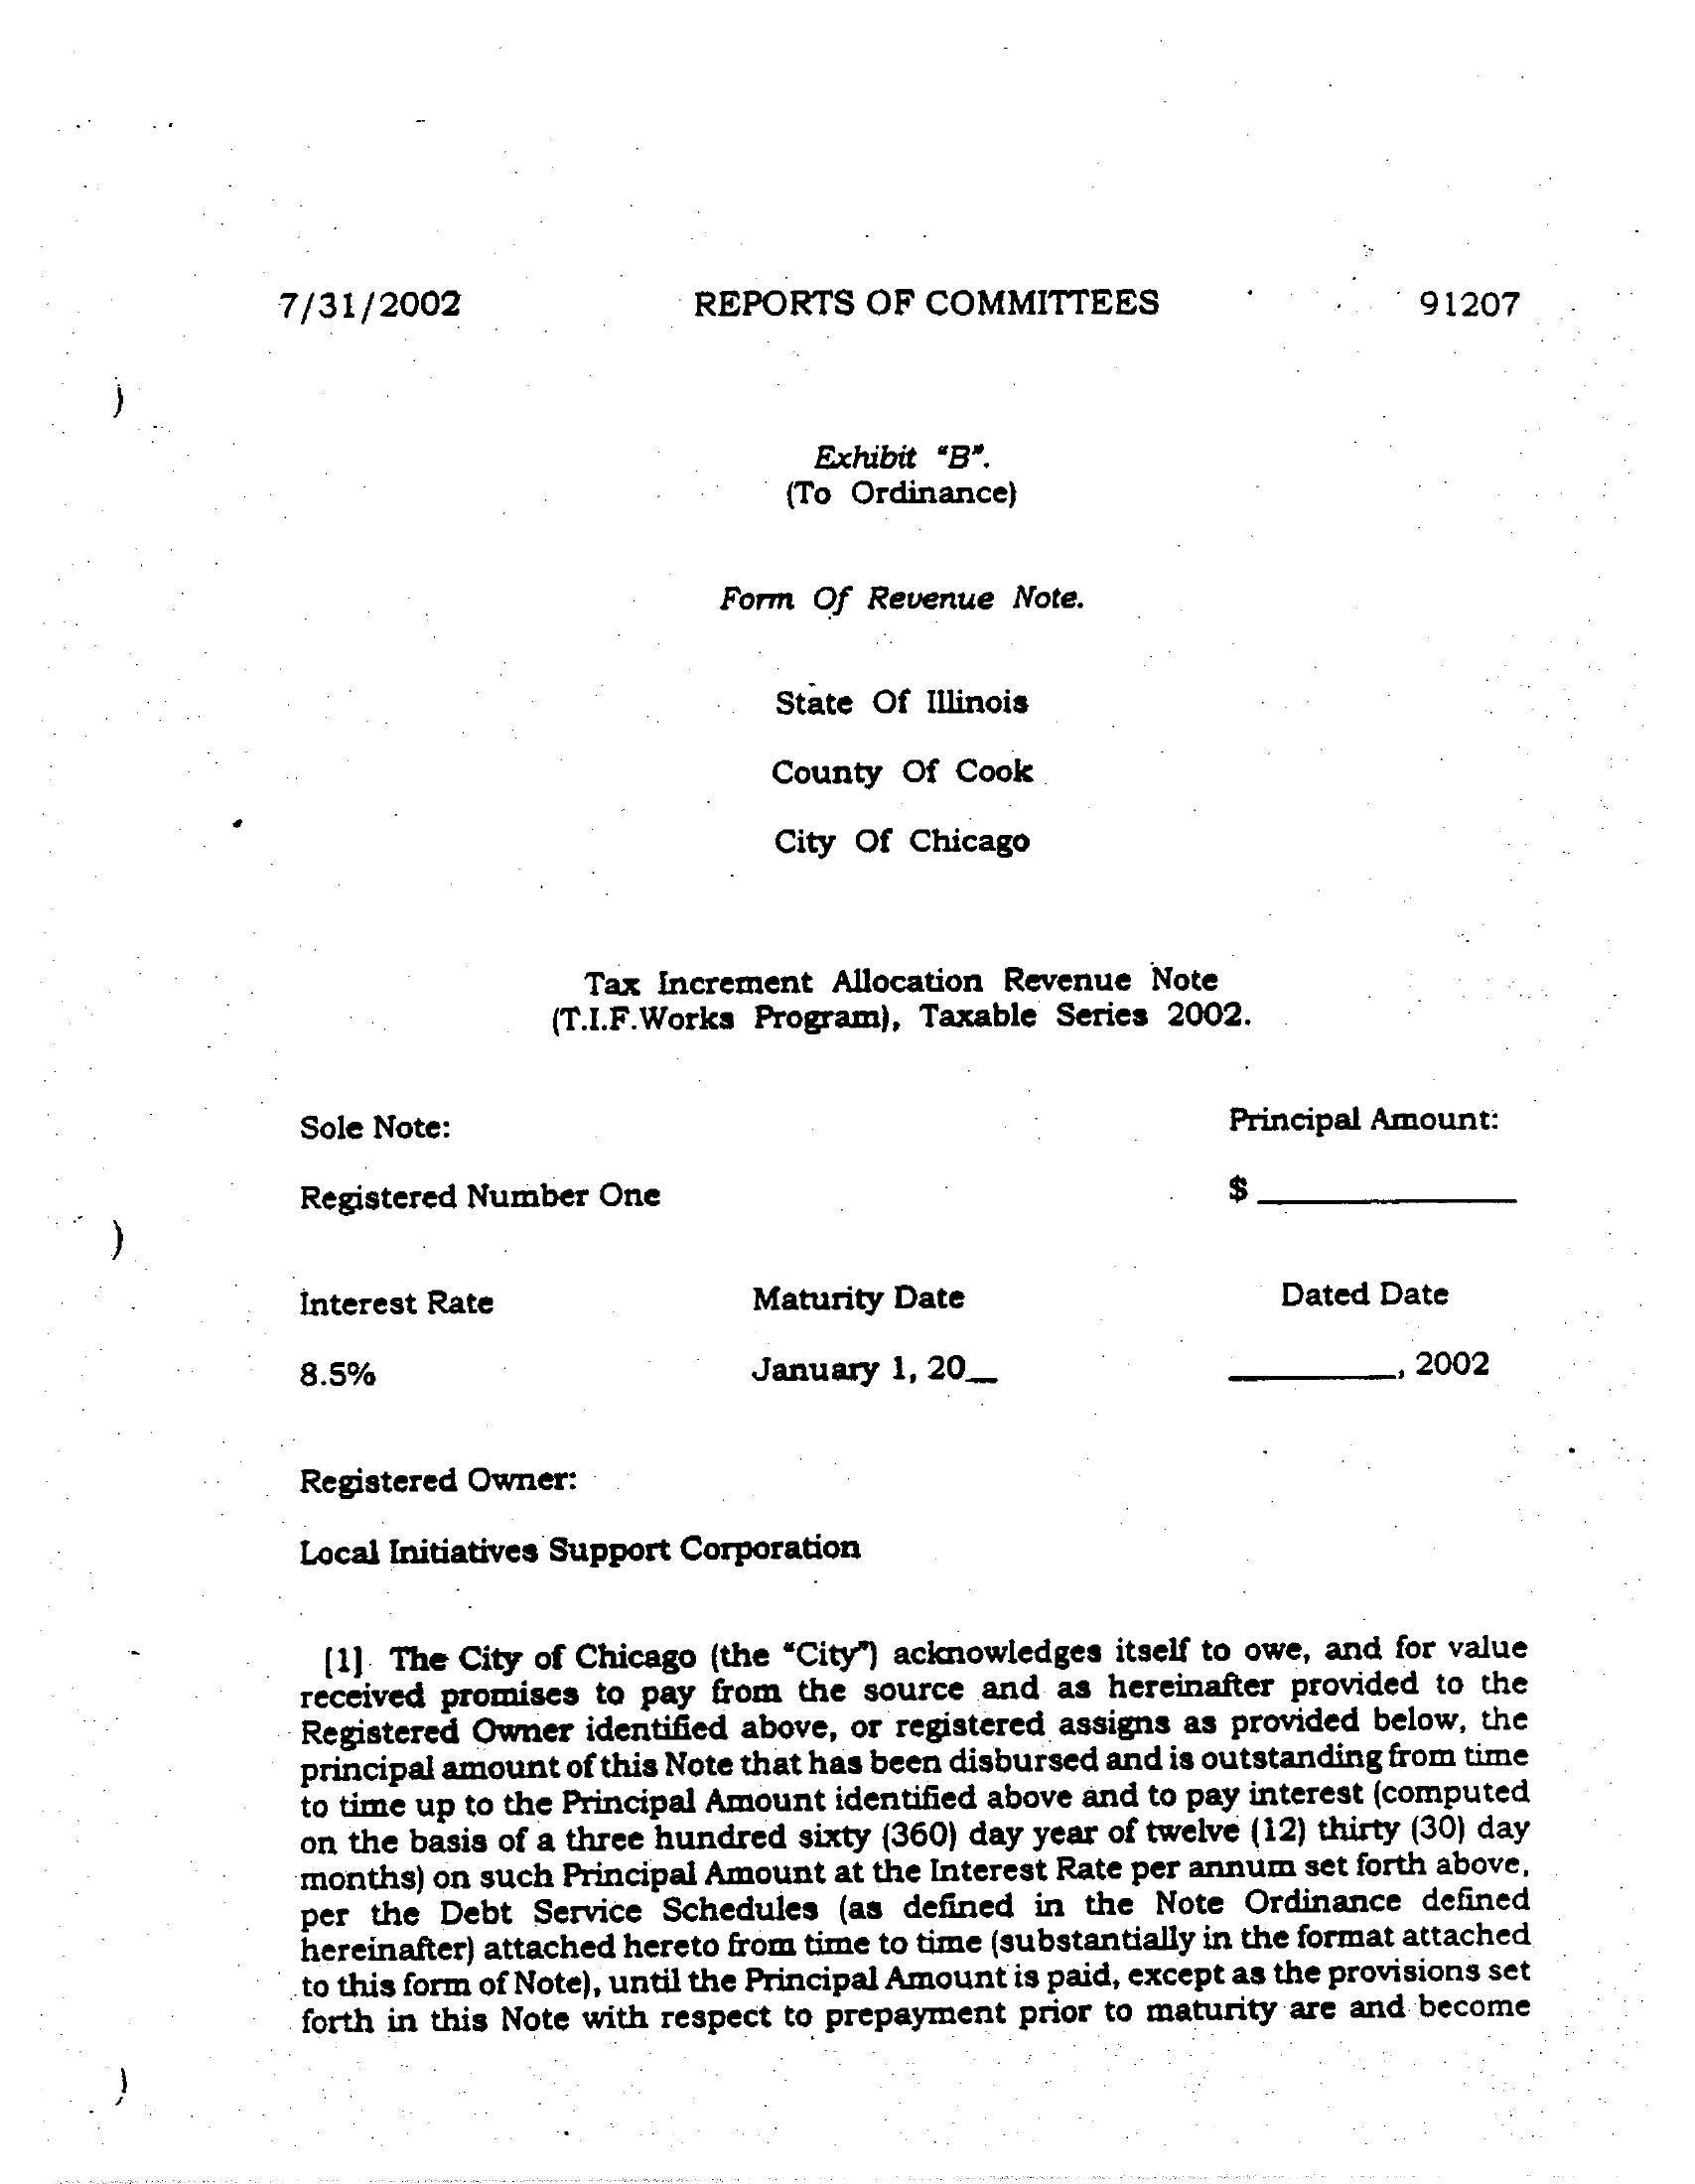 7/31/2002 REPORTS OF COMMITTEES 91207
Exhibit "B".
(To Ordinance)
Form Of Revenue Note.
State Of Illinois
County Of Cook
City Of Chicago
Tax Increment Allocation Revenue Note
(T.I.F.Works Program), Taxable Series 2002.
Sole Note: Principal Amount:
Registered Number One $ _______________
Interest Rate Maturity Date Dated Date
8.5% January 1, 20__ __________, 2002
Registered Owner:
Local Initiatives Support Corporation
[1] The City of Chicago (the "City") acknowledges itself to owe, and for value
received promises to pay from the source and as hereinafter provided to the
Registered Owner identified above, or registered assigns as provided below, the
principal amount of this Note that has been disbursed and is outstanding from time
to time up to the Principal Amount identified above and to pay interest (computed
on the basis of a three hundred sixty (360) day year of twelve (12) thirty (30) day
months) on such Principal Amount at the Interest Rate per annum set forth above,
per the Debt Service Schedules (as defined in the Note Ordinance defined
hereinafter) attached hereto from time to time (substantially in the format attached
to this form of Note), until the Principal Amount is paid, except as the provisions set
forth in this Note with respect to prepayment prior to maturity are and become